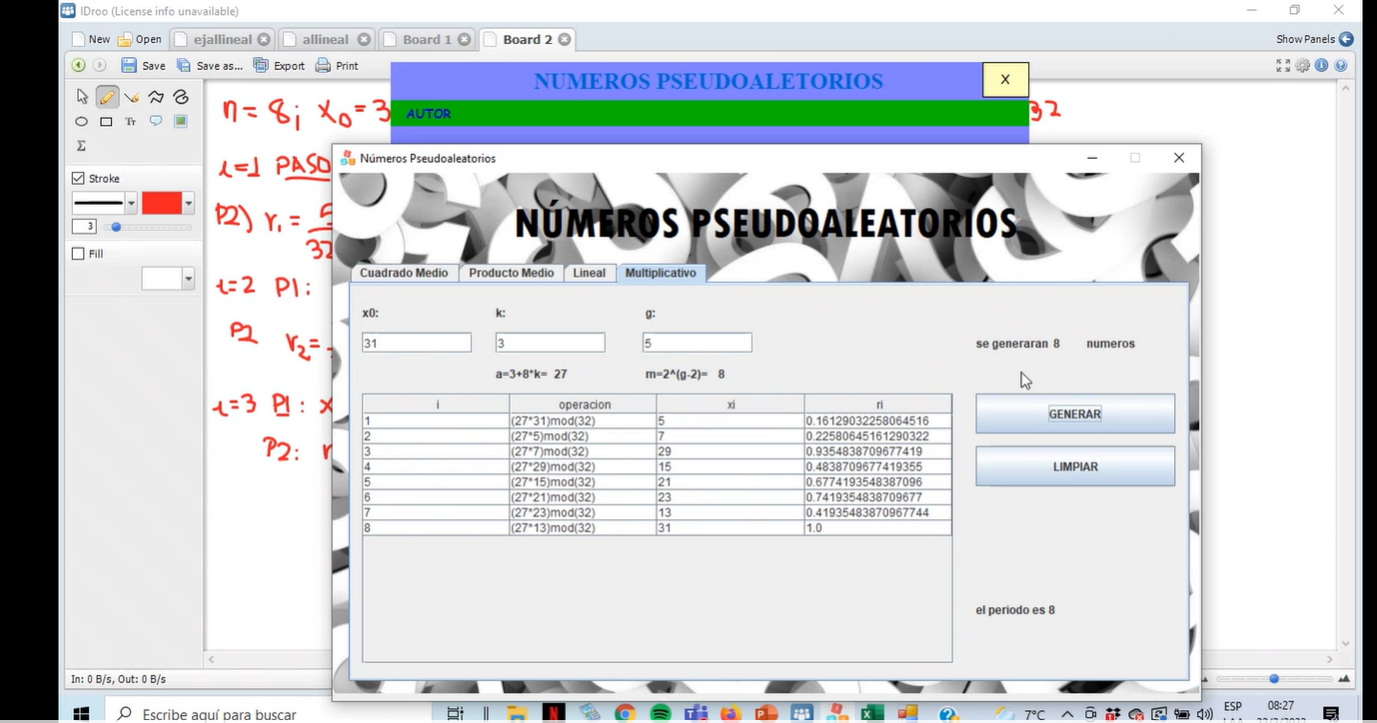 IDroo (License info unavailable)
New Open ejallineal allineal Board 1 Board 2 Show Panels
Save Save as... Export Print
NUMEROS PSEUDOALETORIOS X
AUTOR
η = 8; x₀ = 3 32
i=1 PASO
P2) r₁ =
32
i=2 P1:
P2 r₂ =
i=3 P1: x
P2: r
Tr
Σ
Stroke
3
Fill
Números Pseudoaleatorios
NÚMEROS PSEUDOALEATORIOS
Cuadrado Medio Producto Medio Lineal Multiplicativo
x0: k: g:
31 3 5 se generaran 8 numeros
a=3+8*k= 27 m=2^(g-2)= 8
i operacion xi ri
1 (27*31)mod(32) 5 0.16129032258064516
2 (27*5)mod(32) 7 0.22580645161290322
3 (27*7)mod(32) 29 0.9354838709677419
4 (27*29)mod(32) 15 0.4838709677419355
5 (27*15)mod(32) 21 0.6774193548387096
6 (27*21)mod(32) 23 0.7419354838709677
7 (27*23)mod(32) 13 0.41935483870967744
8 (27*13)mod(32) 31 1.0
GENERAR
LIMPIAR
el periodo es 8
In: 0 B/s, Out: 0 B/s
Escribe aquí para buscar 7°C ESP 08:27